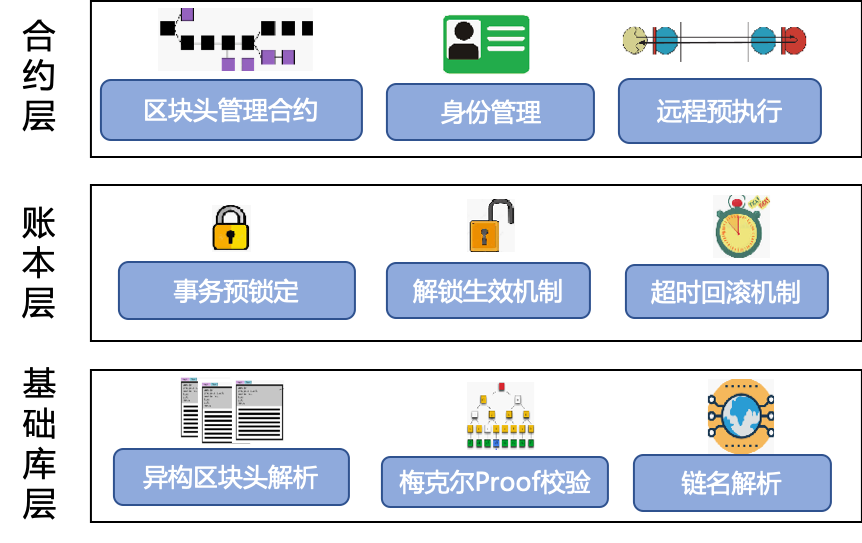 合约层
区块头管理合约
身份管理
远程预执行
账本层
事务预锁定
解锁生效机制
超时回滚机制
基础库层
异构区块头解析
梅克尔Proof校验
链名解析